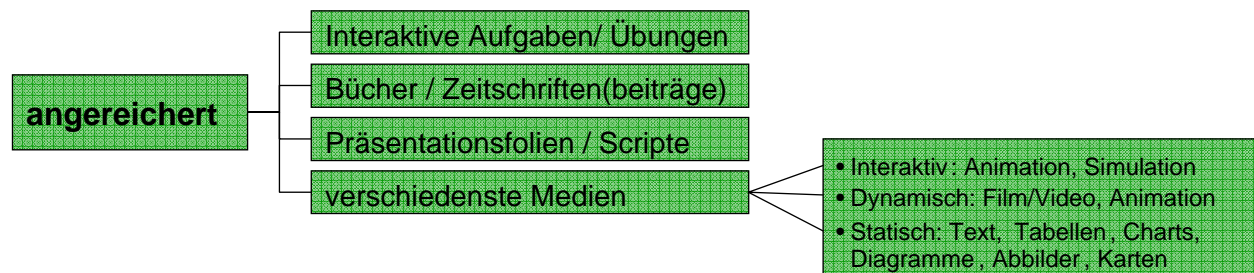 angereichert
Interaktive Aufgaben/ Übungen
Bücher / Zeitschriften(beiträge)
Präsentationsfolien / Scripte
verschiedenste Medien
• Interaktiv: Animation, Simulation
• Dynamisch: Film/Video, Animation
• Statisch: Text, Tabellen, Charts,
Diagramme, Abbilder, Karten